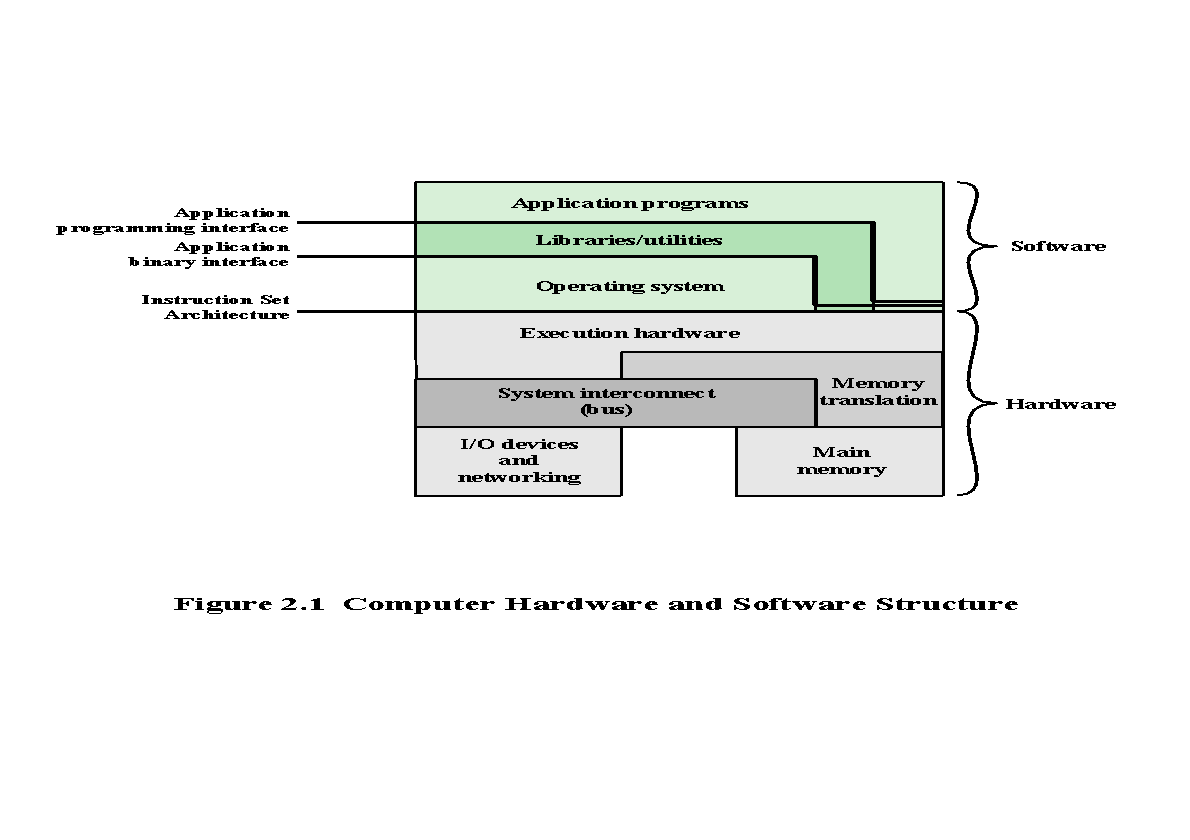 Application programs
Application
programming interface
Libraries/utilities
Application
binary interface
Software
Operating system
Instruction Set
Architecture
Execution hardware
Memory
translation
System interconnect
(bus)
Hardware
I/O devices
and
networking
Main
memory
Figure 2.1 Computer Hardware and Software Structure